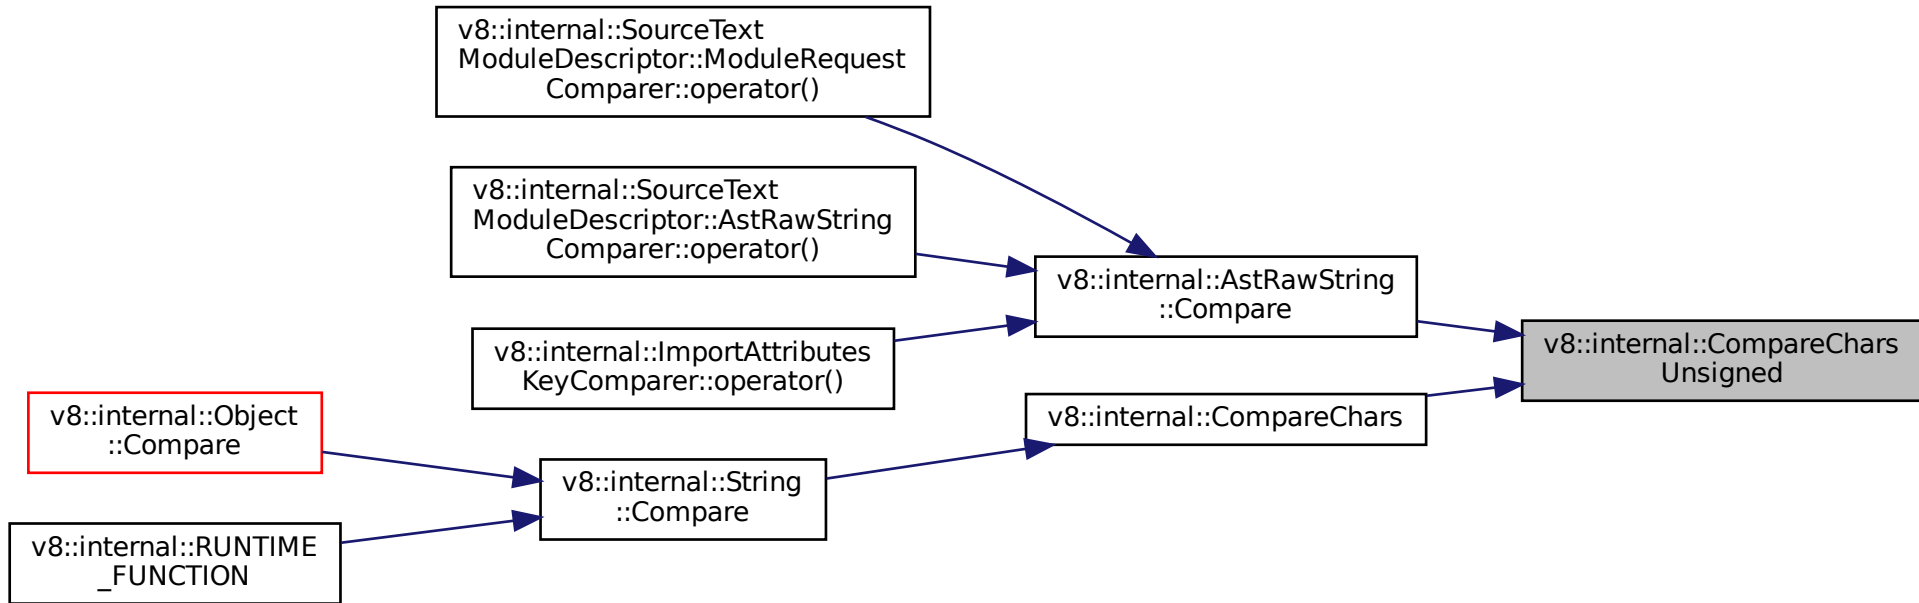 v8::internal::SourceText
ModuleDescriptor::ModuleRequest
Comparer::operator()
v8::internal::SourceText
ModuleDescriptor::AstRawString
Comparer::operator()
v8::internal::AstRawString
::Compare
v8::internal::CompareChars
Unsigned
v8::internal::ImportAttributes
KeyComparer::operator()
v8::internal::CompareChars
v8::internal::Object
::Compare
v8::internal::String
::Compare
v8::internal::RUNTIME
_FUNCTION